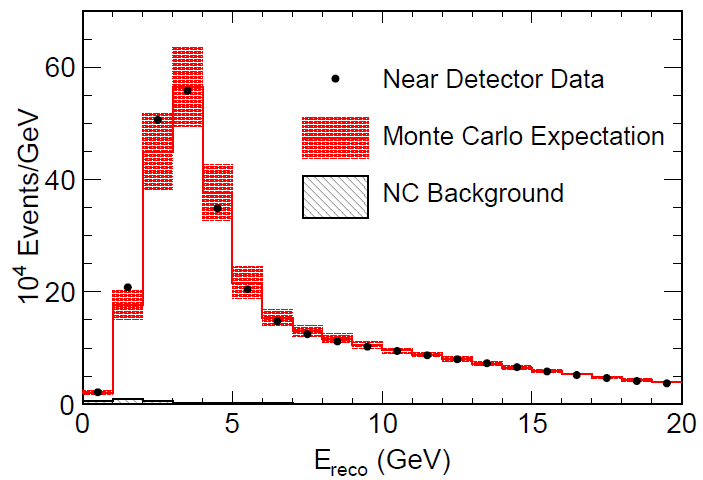 60
40
20
0
10⁴ Events/GeV
Near Detector Data
Monte Carlo Expectation
NC Background
0 5 10 15 20
E_reco (GeV)